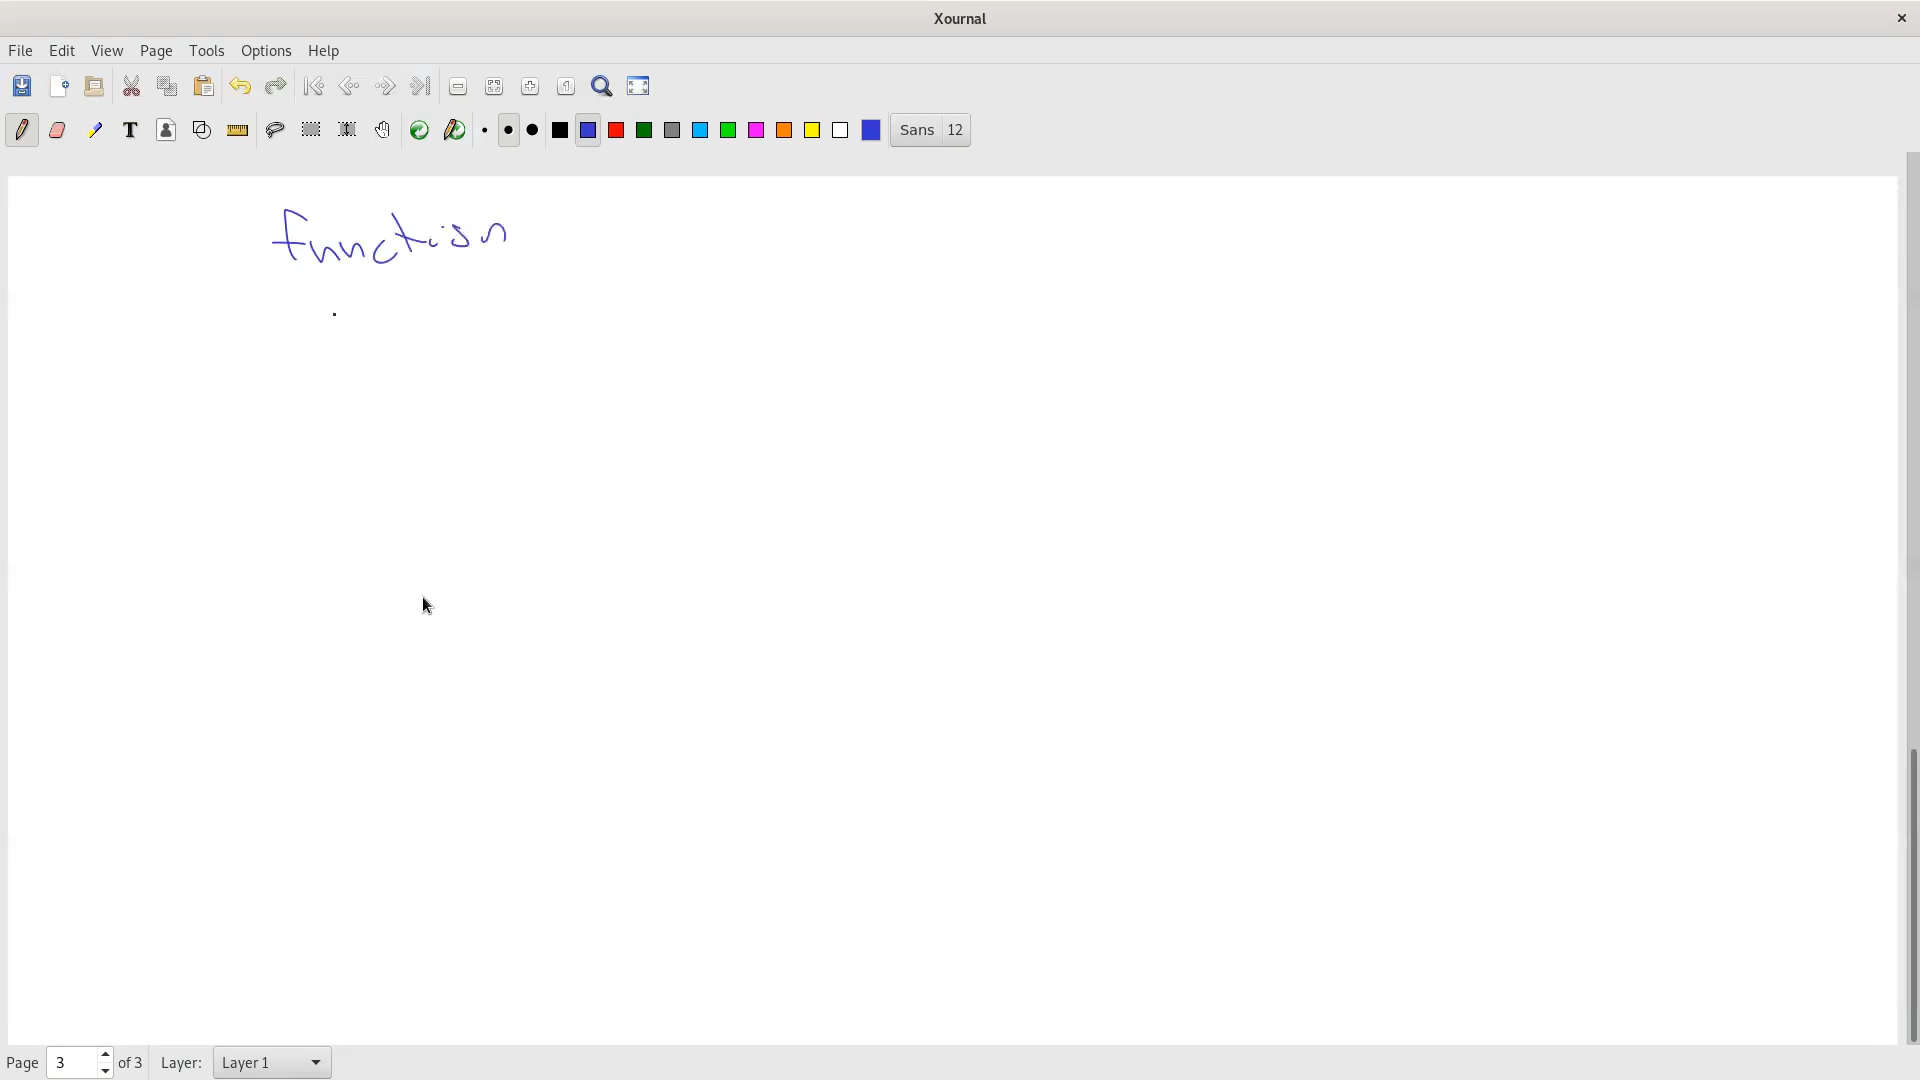 Xournal ×
File Edit View Page Tools Options Help
T Sans 12
function
Page 3 of 3 Layer: Layer 1